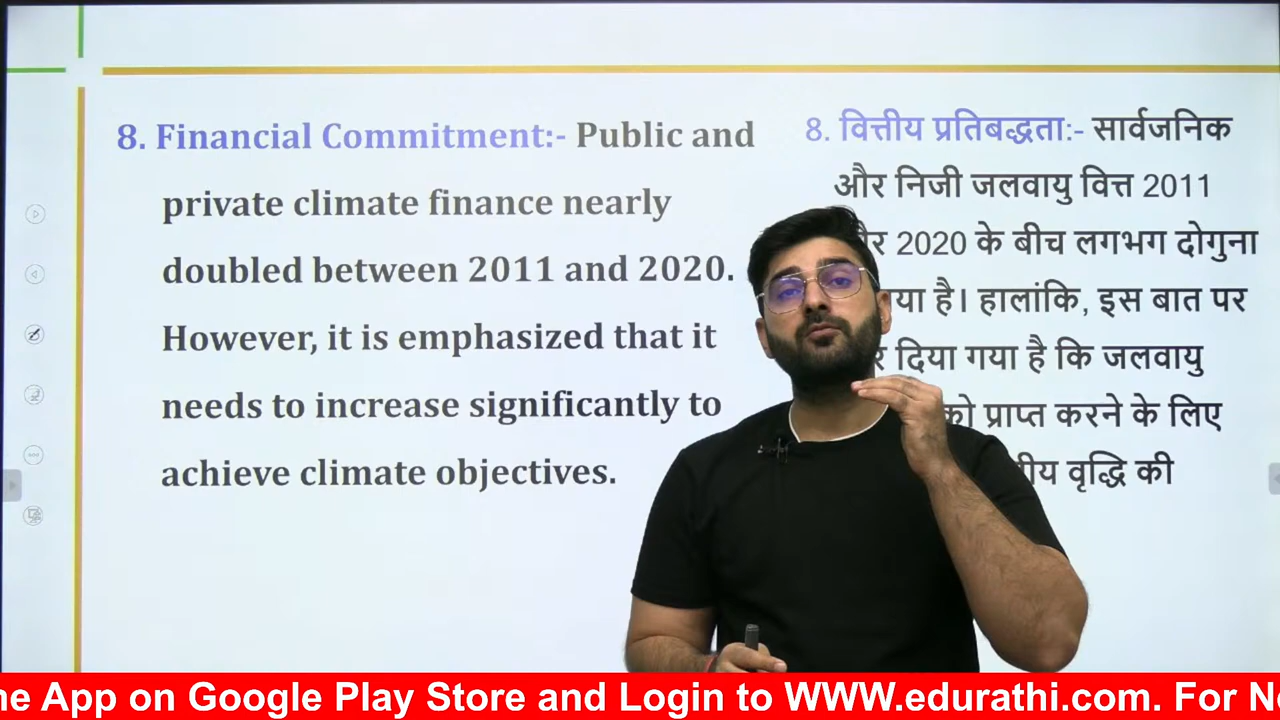 8. Financial Commitment:- Public and
private climate finance nearly
doubled between 2011 and 2020.
However, it is emphasized that it
needs to increase significantly to
achieve climate objectives.
8. वित्तीय प्रतिबद्धता:- सार्वजनिक
और निजी जलवायु वित्त 2011
2020 के बीच लगभग दोगुना
है। हालांकि, इस बात पर
दिया गया है कि जलवायु
को प्राप्त करने के लिए
वृद्धि की
App on Google Play Store and Login to WWW.edurathi.com. For